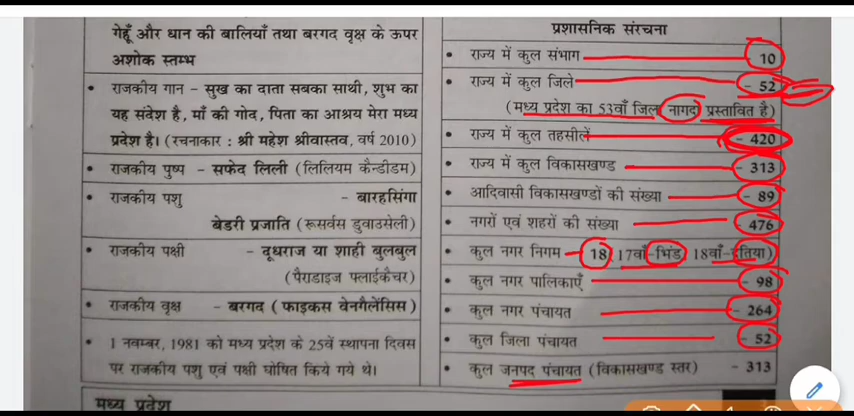 गेहूँ और धान की बालियाँ तथा बरगद वृक्ष के ऊपर
अशोक स्तम्भ
• राजकीय गान – सुख का दाता सबका साथी, शुभ का
यह संदेश है, माँ की गोद, पिता का आश्रय मेरा मध्य
प्रदेश है। (रचनाकार : श्री महेश श्रीवास्तव, वर्ष 2010)
• राजकीय पुष्प – सफेद लिली (लिलियम कैन्डीडम)
• राजकीय पशु - बारहसिंगा
बेडरी प्रजाति (रूसर्वस डुवाउसेली)
• राजकीय पक्षी - दूधराज या शाही बुलबुल
(पैराडाइज फ्लाईकैचर)
• राजकीय वृक्ष - बरगद ( फाइकस वेनगैलेंसिस )
• 1 नवम्बर, 1981 को मध्य प्रदेश के 25वें स्थापना दिवस
पर राजकीय पशु एवं पक्षी घोषित किये गये थे।
मध्य प्रदेश
प्रशासनिक संरचना
• राज्य में कुल संभाग 10
• राज्य में कुल जिले - 52
(मध्य प्रदेश का 53वाँ जिला नागदा प्रस्तावित है)
• राज्य में कुल तहसीलें - 420
• राज्य में कुल विकासखण्ड - 313
• आदिवासी विकासखण्डों की संख्या - 89
• नगरों एवं शहरों की संख्या - 476
• कुल नगर निगम – 18 17वाँ-भिंड 18वाँ-दतिया)
• कुल नगर पालिकाएँ - 98
• कुल नगर पंचायत - 264
• कुल जिला पंचायत - 52
• कुल जनपद पंचायत (विकासखण्ड स्तर) - 313